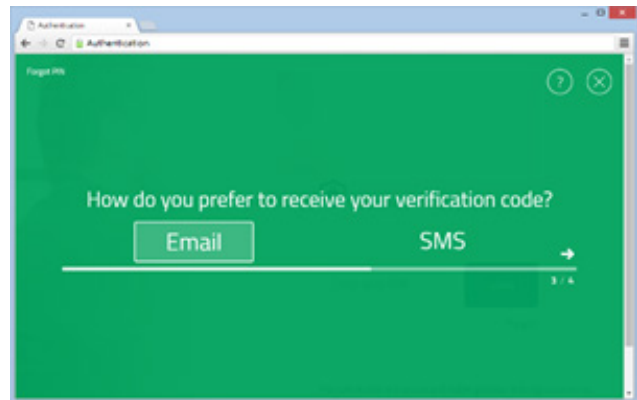 Authentication
Authentication
Forgot PIN
?
How do you prefer to receive your verification code?
Email
SMS
3 / 4